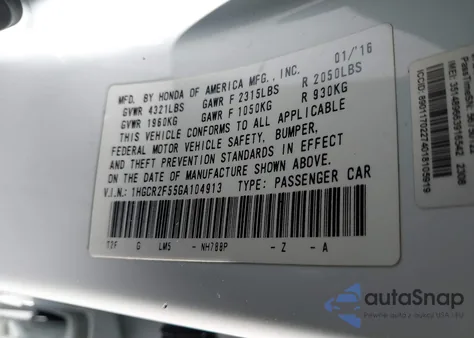 MFD. BY HONDA OF AMERICA MFG., INC. 01/'16
GVWR 4321LBS GAWR F 2315LBS R 2050LBS
GVWR 1960KG GAWR F 1050KG R 930KG
THIS VEHICLE CONFORMS TO ALL APPLICABLE
FEDERAL MOTOR VEHICLE SAFETY, BUMPER,
AND THEFT PREVENTION STANDARDS IN EFFECT
ON THE DATE OF MANUFACTURE SHOWN ABOVE.
V.I.N.: 1HGCR2F55GA104913 TYPE: PASSENGER CAR
T2F G LM5 - NH788P - Z - A
autoSnap